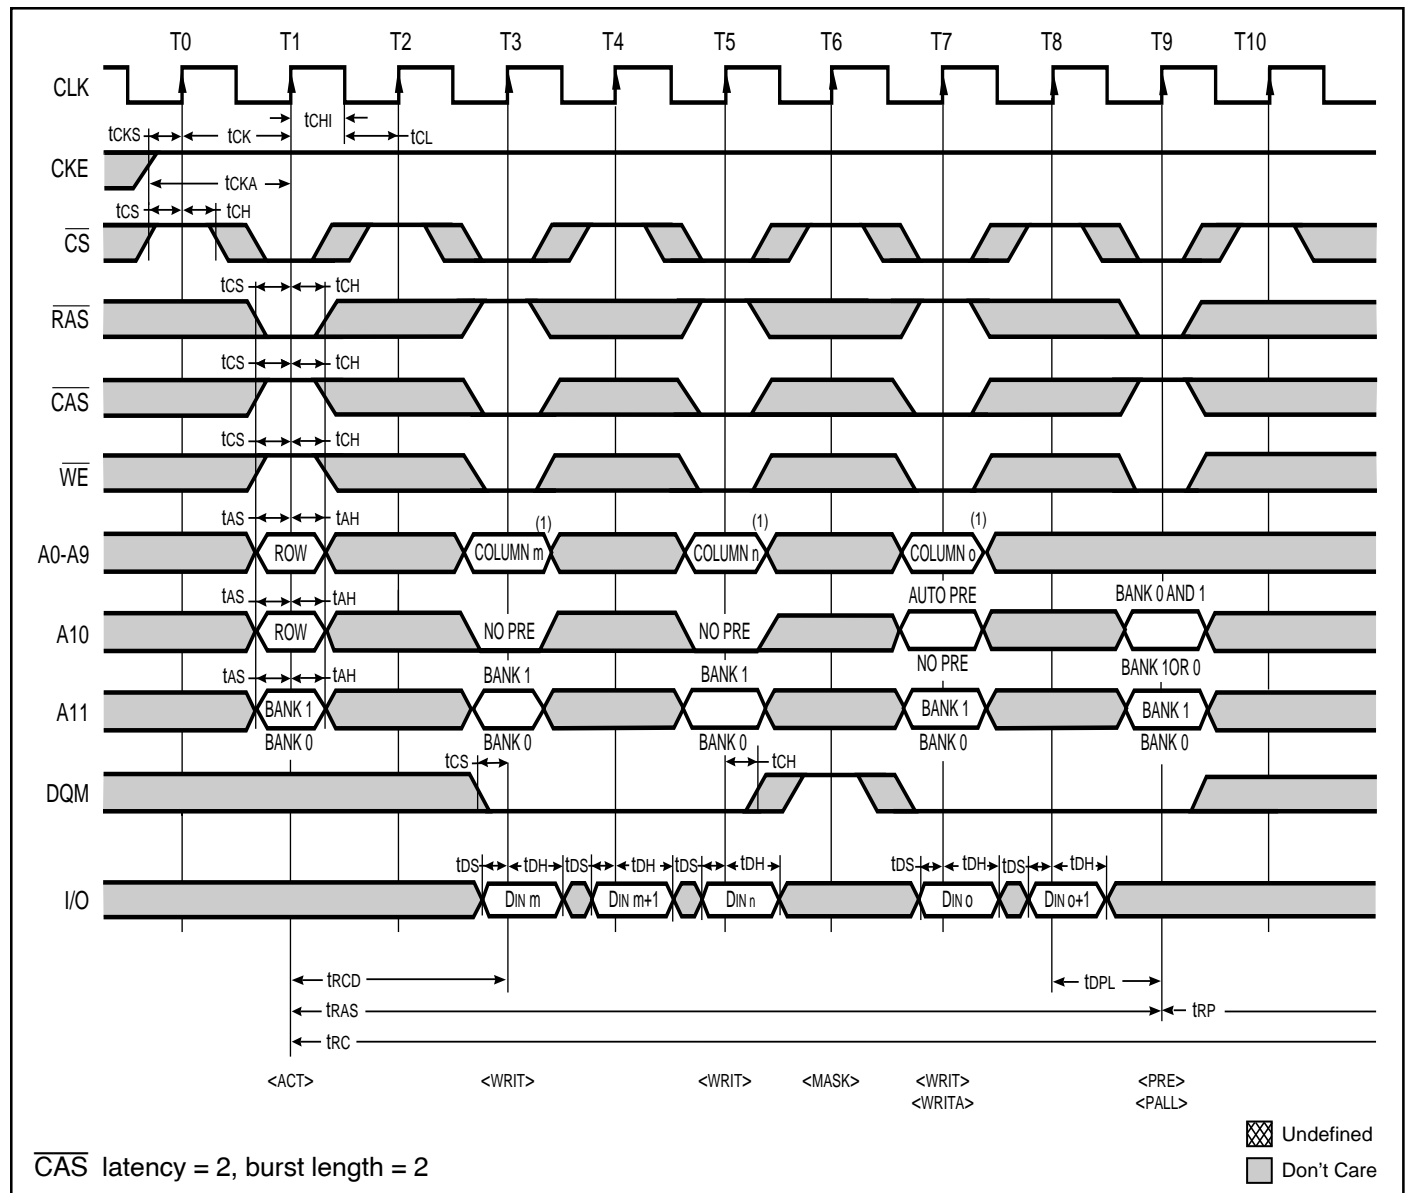 T0 T1 T2 T3 T4 T5 T6 T7 T8 T9 T10
CLK
tCHI
tCKS tCK tCL
CKE
tCKA
tCS tCH
CS
tCS tCH
RAS
tCS tCH
CAS
tCS tCH
WE
tAS tAH (1) (1) (1)
A0-A9 ROW COLUMN m COLUMN n COLUMN o
tAS tAH AUTO PRE BANK 0 AND 1
A10 ROW NO PRE NO PRE
NO PRE BANK 1OR 0
tAS tAH BANK 1 BANK 1
A11 BANK 1 BANK 1 BANK 1
BANK 0 BANK 0 BANK 0 BANK 0 BANK 0
tCS tCH
DQM
tDS tDH tDS tDH tDS tDH tDS tDH tDS tDH
I/O DIN m DIN m+1 DIN n DIN o DIN o+1
tRCD tDPL
tRAS tRP
tRC
<ACT> <WRIT> <WRIT> <MASK> <WRIT> <PRE>
<WRITA> <PALL>
Undefined
CAS latency = 2, burst length = 2
Don't Care